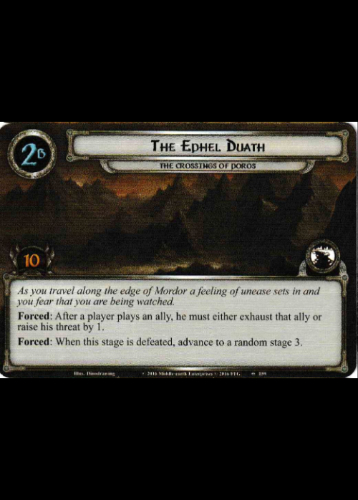 2B
THE EPHEL DUATH
THE CROSSINGS OF POROS
10
As you travel along the edge of Mordor a feeling of unease sets in and
you fear that you are being watched.
Forced: After a player plays an ally, he must either exhaust that ally or
raise his threat by 1.
Forced: When this stage is defeated, advance to a random stage 3.